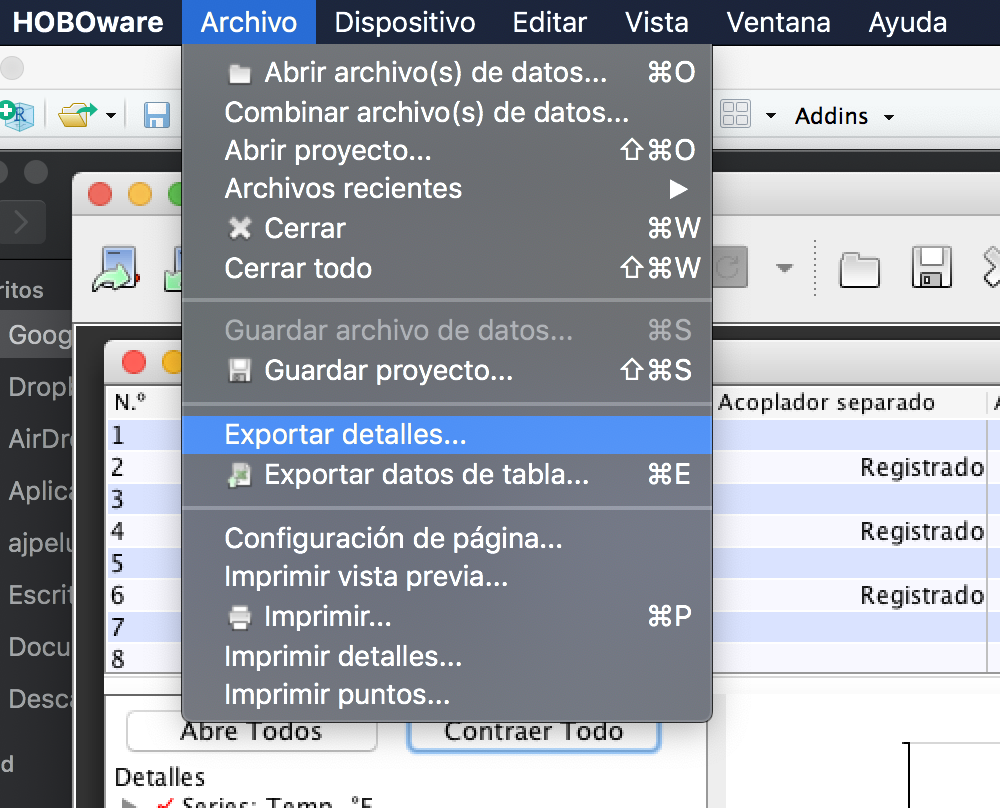 HOBOware Archivo Dispositivo Editar Vista Ventana Ayuda
Abrir archivo(s) de datos... ⌘O
Combinar archivo(s) de datos...
Abrir proyecto... ⇧⌘O
Archivos recientes ▶
Cerrar ⌘W
Cerrar todo ⇧⌘W
Guardar archivo de datos... ⌘S
Guardar proyecto... ⇧⌘S
Exportar detalles...
Exportar datos de tabla... ⌘E
Configuración de página...
Imprimir vista previa...
Imprimir... ⌘P
Imprimir detalles...
Imprimir puntos...
Addins
ritos
Goog
Drop
AirDr
Aplica
ajpelu
Escrit
Docu
Desca
d
N.º Acoplador separado
1
2 Registrado
3
4 Registrado
5
6 Registrado
7
8
Abre Todos Contraer Todo
Detalles
Series: Temp, °F